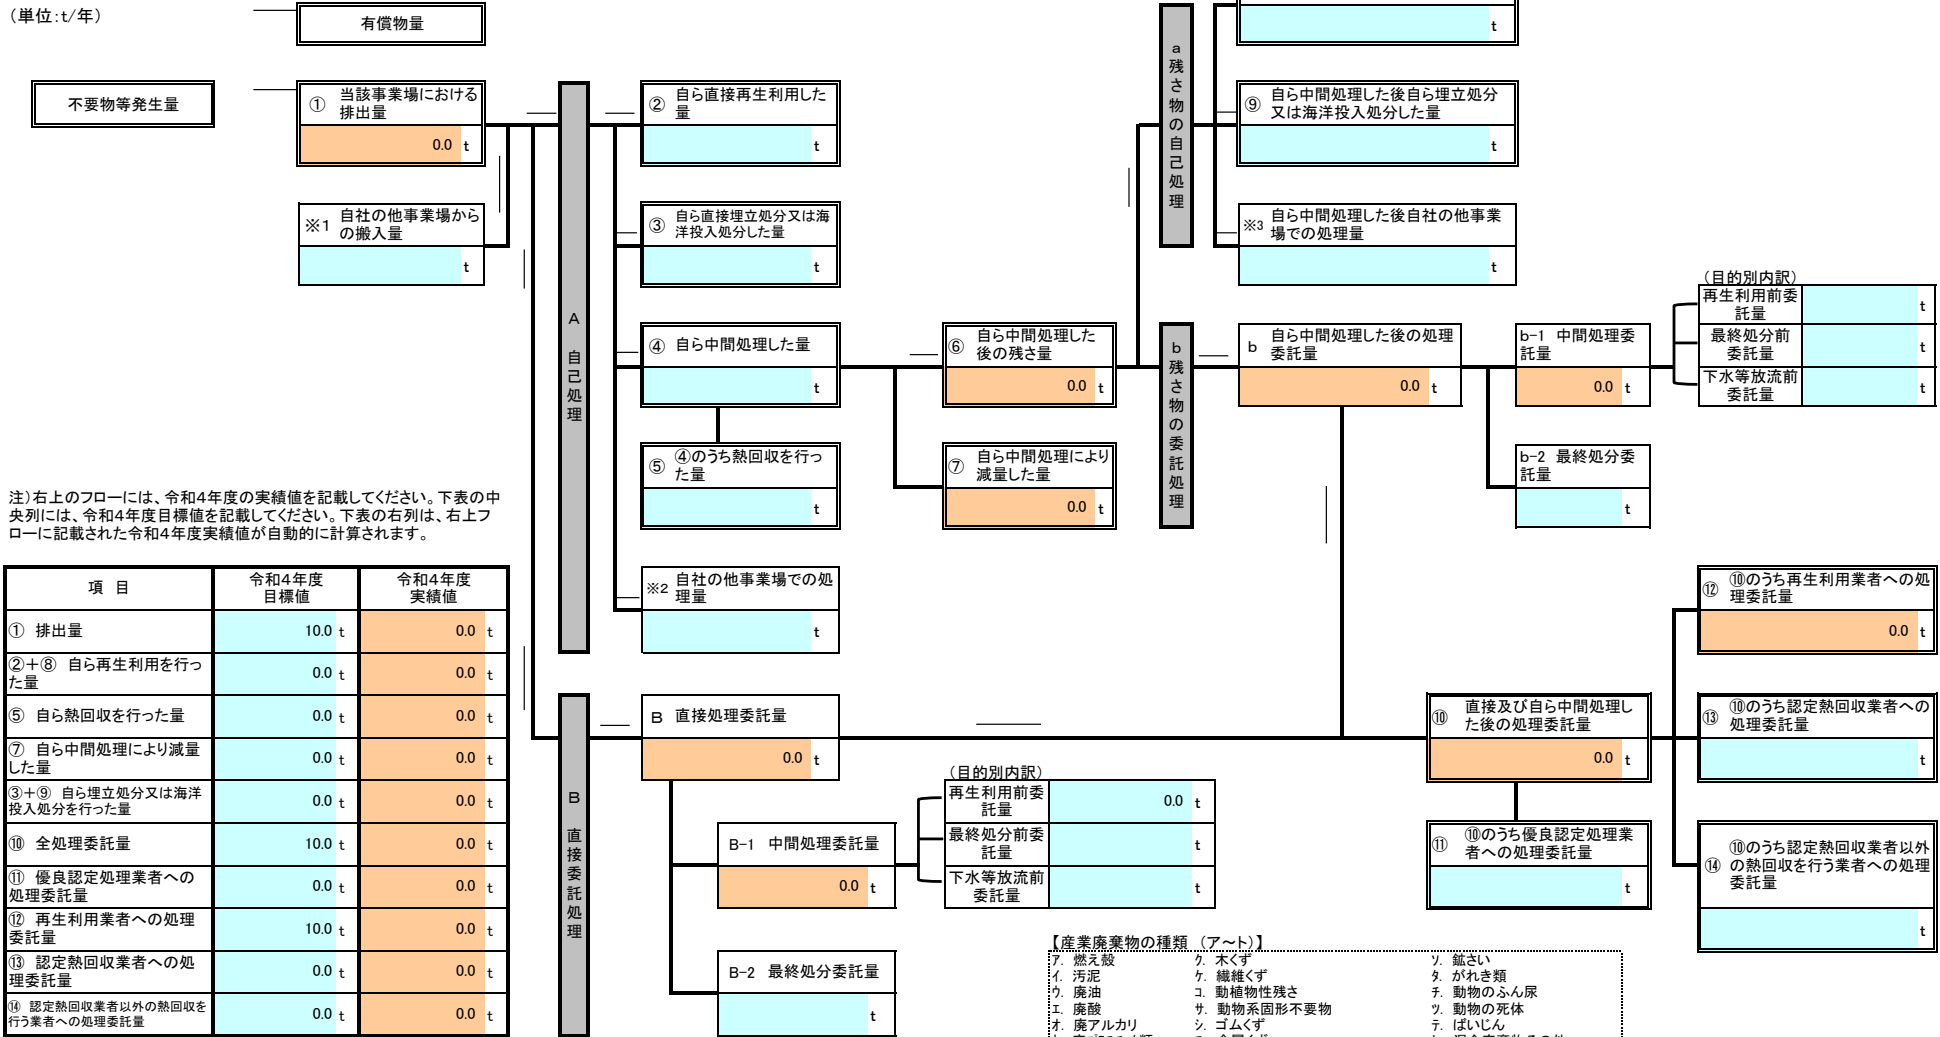 (単位:t/年)
有償物量
t
不要物等発生量
① 当該事業場における
排出量
0.0 t
※1 自社の他事業場から
の搬入量
t
A 自己処理
② 自ら直接再生利用した
量
t
③ 自ら直接埋立処分又は海
洋投入処分した量
t
④ 自ら中間処理した量
t
⑤ ④のうち熱回収を行っ
た量
t
※2 自社の他事業場での処
理量
t
⑥ 自ら中間処理した
後の残さ量
0.0 t
⑦ 自ら中間処理により
減量した量
0.0 t
a残さ物の自己処理
⑨ 自ら中間処理した後自ら埋立処分
又は海洋投入処分した量
t
※3 自ら中間処理した後自社の他事業
場での処理量
t
b残さ物の委託処理
b 自ら中間処理した後の処理
委託量
0.0 t
b-1 中間処理委
託量
0.0 t
b-2 最終処分委
託量
t
(目的別内訳)
再生利用前委
託量
t
最終処分前
委託量
t
下水等放流前
委託量
t
注)右上のフローには、令和4年度の実績値を記載してください。下表の中
央列には、令和4年度目標値を記載してください。下表の右列は、右上フ
ローに記載された令和4年度実績値が自動的に計算されます。
項 目 令和4年度
目標値 令和4年度
実績値
① 排出量 10.0 t 0.0 t
②+⑧ 自ら再生利用を行っ
た量 0.0 t 0.0 t
⑤ 自ら熱回収を行った量 0.0 t 0.0 t
⑦ 自ら中間処理により減量
した量 0.0 t 0.0 t
③+⑨ 自ら埋立処分又は海洋
投入処分を行った量 0.0 t 0.0 t
⑩ 全処理委託量 10.0 t 0.0 t
⑪ 優良認定処理業者への
処理委託量 0.0 t 0.0 t
⑫ 再生利用業者への処理
委託量 10.0 t 0.0 t
⑬ 認定熱回収業者への処
理委託量 0.0 t 0.0 t
⑭ 認定熱回収業者以外の熱回収を
行う業者への処理委託量 0.0 t 0.0 t
B 直接委託処理
B 直接処理委託量
0.0 t
B-1 中間処理委託量
0.0 t
B-2 最終処分委託量
t
(目的別内訳)
再生利用前委
託量
0.0 t
最終処分前委
託量
t
下水等放流前
委託量
t
⑩ 直接及び自ら中間処理し
た後の処理委託量
0.0 t
⑪ ⑩のうち優良認定処理業
者への処理委託量
t
⑫ ⑩のうち再生利用業者への処
理委託量
0.0 t
⑬ ⑩のうち認定熱回収業者への
処理委託量
t
⑭ ⑩のうち認定熱回収業者以外
の熱回収を行う業者への処理
委託量
t
【産業廃棄物の種類 (ア～ト)】
ア. 燃え殻 ク. 木くず ソ. 鉱さい
イ. 汚泥 ケ. 繊維くず タ. がれき類
ウ. 廃油 コ. 動植物性残さ チ. 動物のふん尿
エ. 廃酸 サ. 動物系固形不要物 ツ. 動物の死体
オ. 廃アルカリ シ. ゴムくず テ. ばいじん